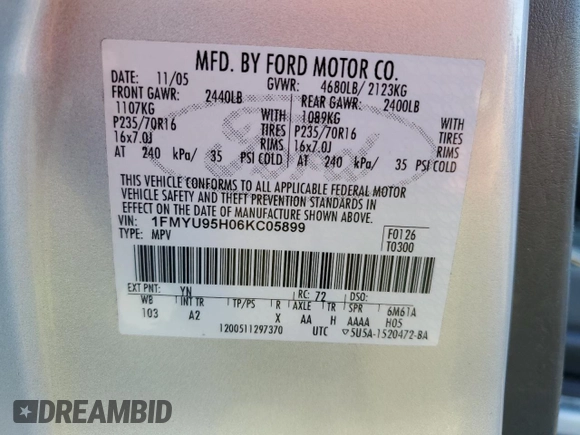 MFD. BY FORD MOTOR CO.
DATE: 11/05 GVWR: 4680LB/ 2123KG
FRONT GAWR: 2440LB REAR GAWR: 2400LB
1107KG WITH 1089KG WITH
P235/70R16 TIRES P235/70R16 TIRES
16x7.0J RIMS 16x7.0J RIMS
AT 240 kPa/ 35 PSI COLD AT 240 kPa/ 35 PSI COLD
Ford
THIS VEHICLE CONFORMS TO ALL APPLICABLE FEDERAL MOTOR
VEHICLE SAFETY AND THEFT PREVENTION STANDARDS IN
EFFECT ON THE DATE OF MANUFACTURE SHOWN ABOVE.
VIN: 1FMYU95H06KC05899 F0126
TYPE: MPV T0300
EXT PNT: YN RC: 72 DSO:
WB INT TR TP/PS R AXLE TR SPR 6M61A
103 A2 X AA H AAAA H05
1200511297370 UTC ▽5U5A-1520472-BA
DREAMBID